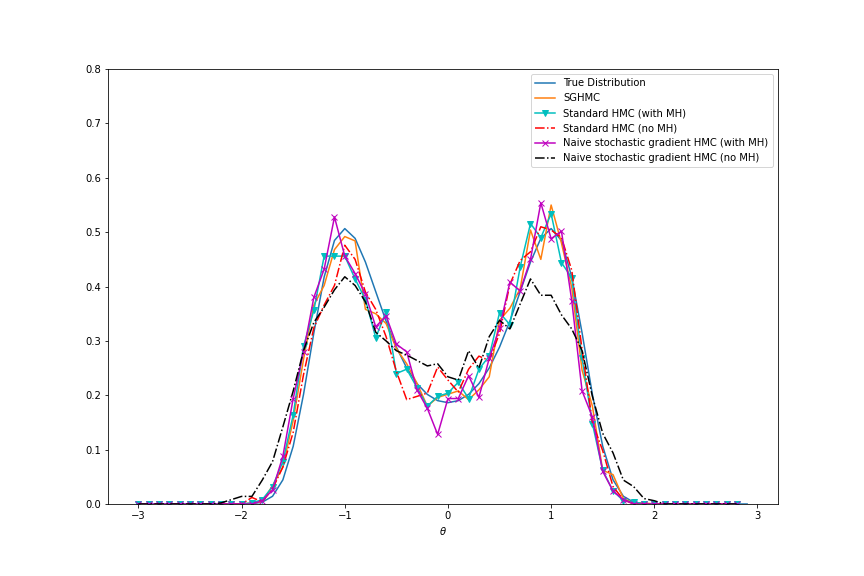 0.8
0.7
0.6
0.5
0.4
0.3
0.2
0.1
0.0
−3 −2 −1 0 1 2 3
θ
True Distribution
SGHMC
Standard HMC (with MH)
Standard HMC (no MH)
Naive stochastic gradient HMC (with MH)
Naive stochastic gradient HMC (no MH)